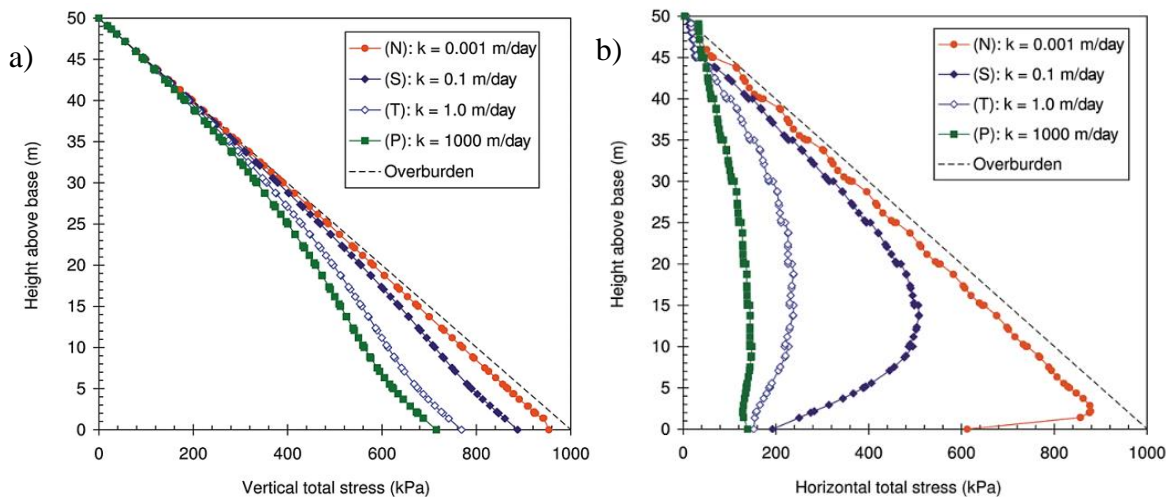 a)
50
45
40
35
30
25
20
15
10
5
0
Height above base (m)
(N): k = 0.001 m/day
(S): k = 0.1 m/day
(T): k = 1.0 m/day
(P): k = 1000 m/day
Overburden
0 200 400 600 800 1000
Vertical total stress (kPa)
b)
50
45
40
35
30
25
20
15
10
5
0
Height above base (m)
(N): k = 0.001 m/day
(S): k = 0.1 m/day
(T): k = 1.0 m/day
(P): k = 1000 m/day
Overburden
0 200 400 600 800 1000
Horizontal total stress (kPa)